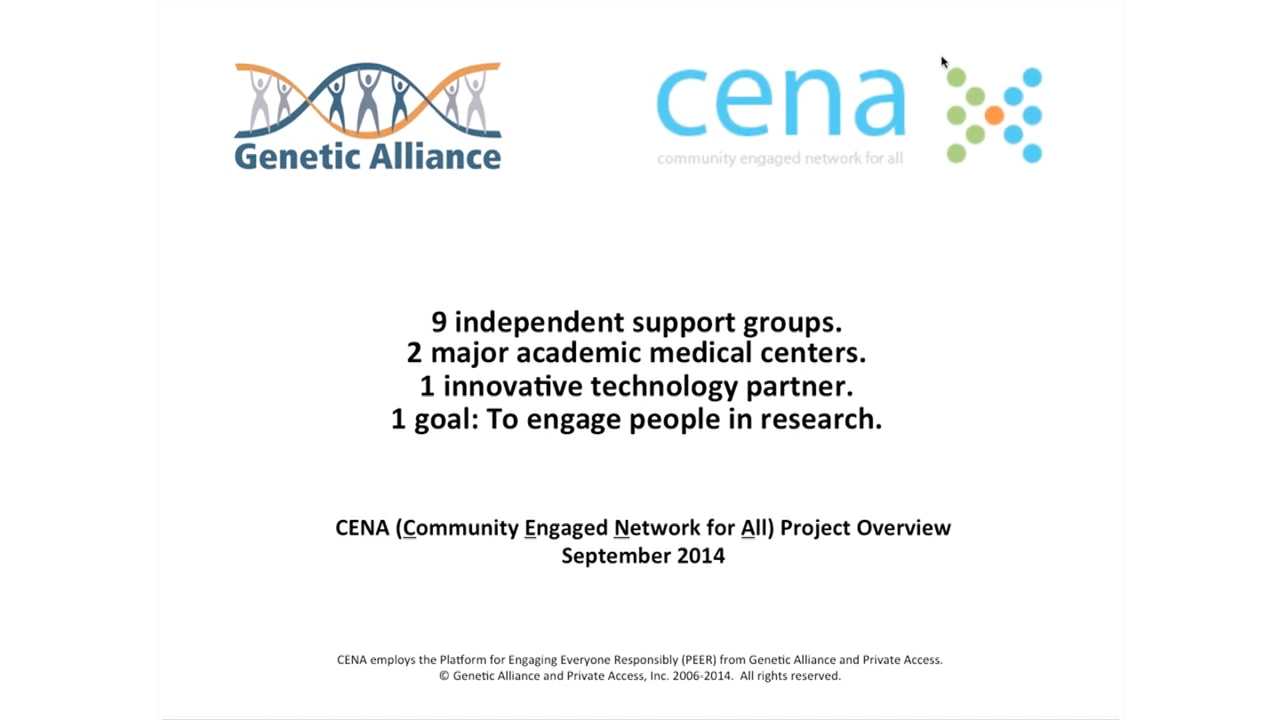 Genetic Alliance
cena
community engaged network for all
9 independent support groups.
2 major academic medical centers.
1 innovative technology partner.
1 goal: To engage people in research.
CENA (Community Engaged Network for All) Project Overview
September 2014
CENA employs the Platform for Engaging Everyone Responsibly (PEER) from Genetic Alliance and Private Access.
© Genetic Alliance and Private Access, Inc. 2006-2014. All rights reserved.